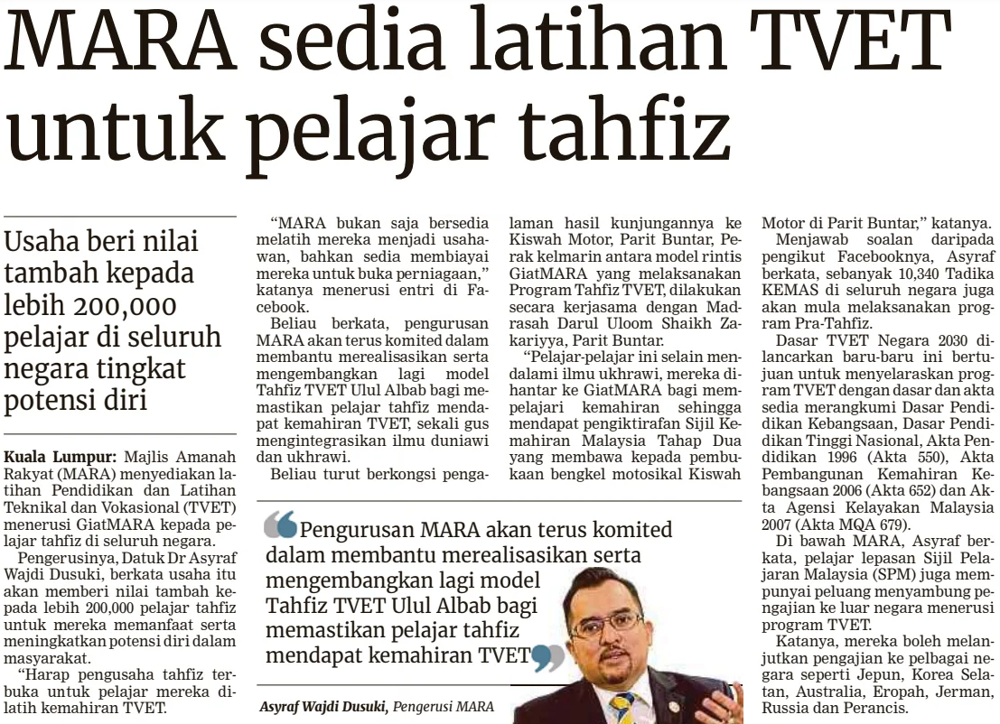 MARA sedia latihan TVET
untuk pelajar tahfiz
Usaha beri nilai
tambah kepada
lebih 200,000
pelajar di seluruh
negara tingkat
potensi diri
Kuala Lumpur: Majlis Amanah
Rakyat (MARA) menyediakan la-
tihan Pendidikan dan Latihan
Teknikal dan Vokasional (TVET)
menerusi GiatMARA kepada pe-
lajar tahfiz di seluruh negara.
Pengerusinya, Datuk Dr Asyraf
Wajdi Dusuki, berkata usaha itu
akan memberi nilai tambah ke-
pada lebih 200,000 pelajar tahfiz
untuk mereka memanfaat serta
meningkatkan potensi diri dalam
masyarakat.
“Harap pengusaha tahfiz ter-
buka untuk pelajar mereka di-
latih kemahiran TVET.
“MARA bukan saja bersedia
melatih mereka menjadi usaha-
wan, bahkan sedia membiayai
mereka untuk buka perniagaan,”
katanya menerusi entri di Fa-
cebook.
Beliau berkata, pengurusan
MARA akan terus komited dalam
membantu merealisasikan serta
mengembangkan lagi model
Tahfiz TVET Ulul Albab bagi me-
mastikan pelajar tahfiz menda-
pat kemahiran TVET, sekali gus
mengintegrasikan ilmu duniawi
dan ukhrawi.
Beliau turut berkongsi penga-
laman hasil kunjungannya ke
Kiswah Motor, Parit Buntar, Pe-
rak kelmarin antara model rintis
GiatMARA yang melaksanakan
Program Tahfiz TVET, dilakukan
secara kerjasama dengan Mad-
rasah Darul Uloom Shaikh Za-
kariyya, Parit Buntar.
“Pelajar-pelajar ini selain men-
dalami ilmu ukhrawi, mereka di-
hantar ke GiatMARA bagi mem-
pelajari kemahiran sehingga
mendapat pengiktirafan Sijil Ke-
mahiran Malaysia Tahap Dua
yang membawa kepada pembu-
kaan bengkel motosikal Kiswah
Motor di Parit Buntar,” katanya.
Menjawab soalan daripada
pengikut Facebooknya, Asyraf
berkata, sebanyak 10,340 Tadika
KEMAS di seluruh negara juga
akan mula melaksanakan prog-
ram Pra-Tahfiz.
Dasar TVET Negara 2030 di-
lancarkan baru-baru ini bertu-
juan untuk menyelaraskan prog-
ram TVET dengan dasar dan akta
sedia merangkumi Dasar Pendi-
dikan Kebangsaan, Dasar Pendi-
dikan Tinggi Nasional, Akta Pen-
didikan 1996 (Akta 550), Akta
Pembangunan Kemahiran Ke-
bangsaan 2006 (Akta 652) dan Ak-
ta Agensi Kelayakan Malaysia
2007 (Akta MQA 679).
Di bawah MARA, Asyraf ber-
kata, pelajar lepasan Sijil Pela-
jaran Malaysia (SPM) juga mem-
punyai peluang menyambung pe-
ngajian ke luar negara menerusi
program TVET.
Katanya, mereka boleh melan-
jutkan pengajian ke pelbagai ne-
gara seperti Jepun, Korea Sela-
tan, Australia, Eropah, Jerman,
Russia dan Perancis.
“Pengurusan MARA akan terus komited
dalam membantu merealisasikan serta
mengembangkan lagi model
Tahfiz TVET Ulul Albab bagi
memastikan pelajar tahfiz
mendapat kemahiran TVET”
Asyraf Wajdi Dusuki, Pengerusi MARA